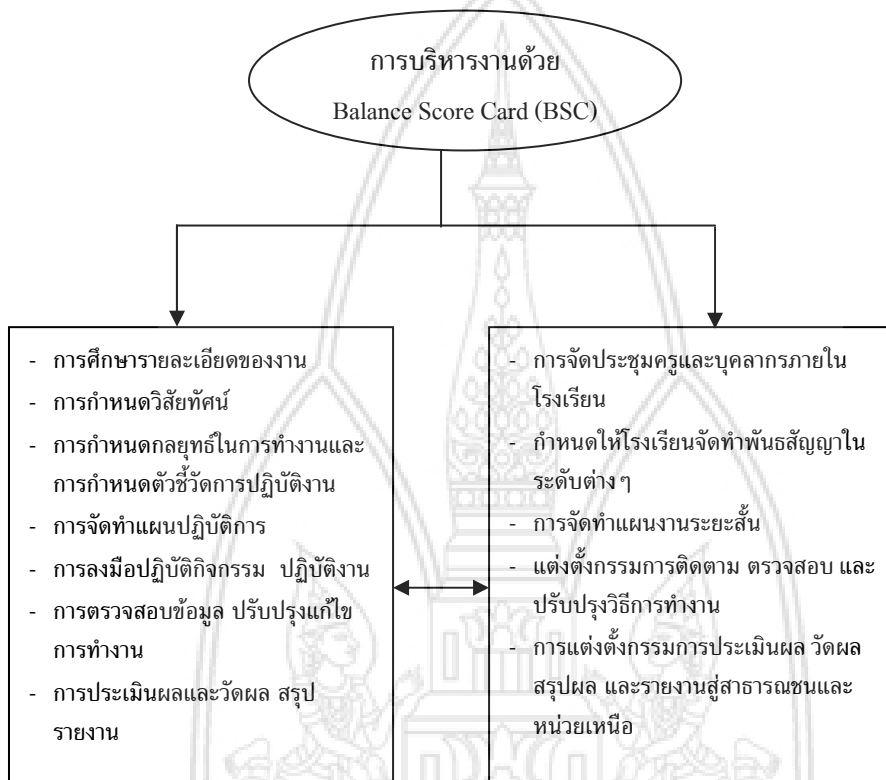 การบริหารงานด้วย
Balance Score Card (BSC)
- การศึกษารายละเอียดของงาน
- การกำหนดวิสัยทัศน์
- การกำหนดกลยุทธ์ในการทำงานและ
การกำหนดตัวชี้วัดการปฏิบัติงาน
- การจัดทำแผนปฏิบัติการ
- การลงมือปฏิบัติกิจกรรม ปฏิบัติงาน
- การตรวจสอบข้อมูล ปรับปรุงแก้ไข
การทำงาน
- การประเมินผลและวัดผล สรุป
รายงาน
- การจัดประชุมครูและบุคลากรภายใน
โรงเรียน
- กำหนดให้โรงเรียนจัดทำพันธสัญญาใน
ระดับต่างๆ
- การจัดทำแผนงานระยะสั้น
- แต่งตั้งกรรมการติดตาม ตรวจสอบ และ
ปรับปรุงวิธีการทำงาน
- การแต่งตั้งกรรมการประเมินผล วัดผล
สรุปผล และรายงานสู่สาธารณชนและ
หน่วยเหนือ